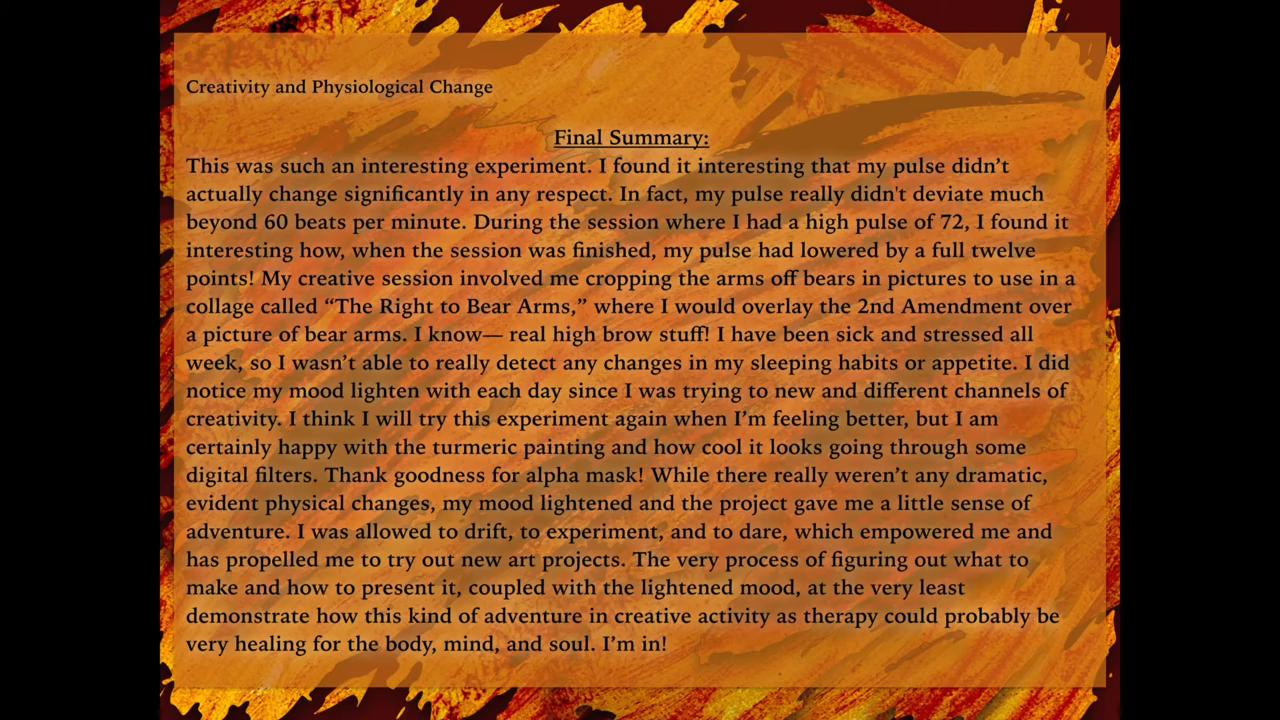 Creativity and Physiological Change
Final Summary:
This was such an interesting experiment. I found it interesting that my pulse didn’t
actually change significantly in any respect. In fact, my pulse really didn't deviate much
beyond 60 beats per minute. During the session where I had a high pulse of 72, I found it
interesting how, when the session was finished, my pulse had lowered by a full twelve
points! My creative session involved me cropping the arms off bears in pictures to use in a
collage called “The Right to Bear Arms,” where I would overlay the 2nd Amendment over
a picture of bear arms. I know— real high brow stuff! I have been sick and stressed all
week, so I wasn’t able to really detect any changes in my sleeping habits or appetite. I did
notice my mood lighten with each day since I was trying to new and different channels of
creativity. I think I will try this experiment again when I’m feeling better, but I am
certainly happy with the turmeric painting and how cool it looks going through some
digital filters. Thank goodness for alpha mask! While there really weren’t any dramatic,
evident physical changes, my mood lightened and the project gave me a little sense of
adventure. I was allowed to drift, to experiment, and to dare, which empowered me and
has propelled me to try out new art projects. The very process of figuring out what to
make and how to present it, coupled with the lightened mood, at the very least
demonstrate how this kind of adventure in creative activity as therapy could probably be
very healing for the body, mind, and soul. I’m in!